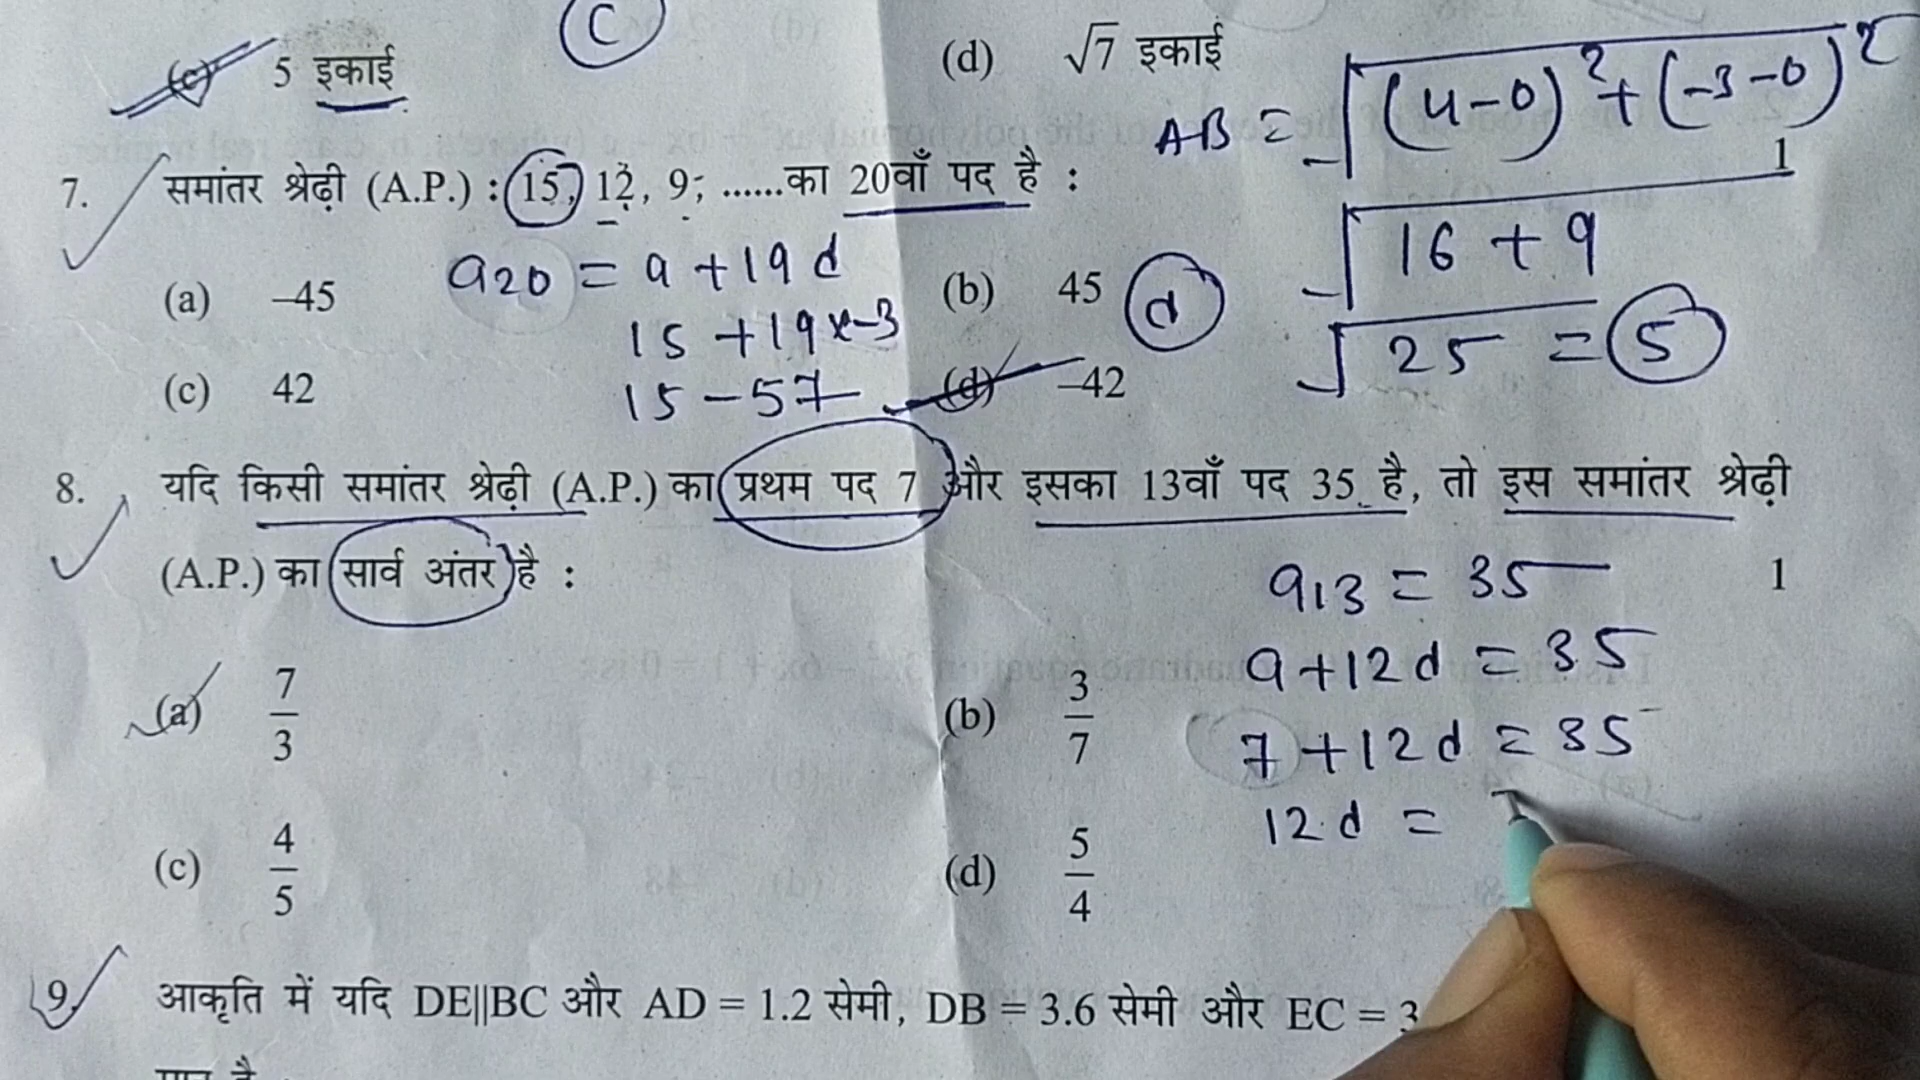 C
(c) 5 इकाई
(d) √7 इकाई
AB = √(4-0)² + (-3-0)²
1
7. समांतर श्रेढ़ी (A.P.) : 15, 12, 9, ......का 20वाँ पद है :
√16 + 9
a20 = a + 19 d
(a) –45
(b) 45
d
15 + 19 x -3
√25 = 5
(c) 42
15 - 57
(d) –42
8. यदि किसी समांतर श्रेढ़ी (A.P.) का प्रथम पद 7 और इसका 13वाँ पद 35 है, तो इस समांतर श्रेढ़ी
(A.P.) का सार्व अंतर है :
1
a13 = 35
a + 12 d = 35
(a) 7/3
(b) 3/7
7 + 12 d = 35
12 d =
(c) 4/5
(d) 5/4
9. आकृति में यदि DE||BC और AD = 1.2 सेमी, DB = 3.6 सेमी और EC = 3